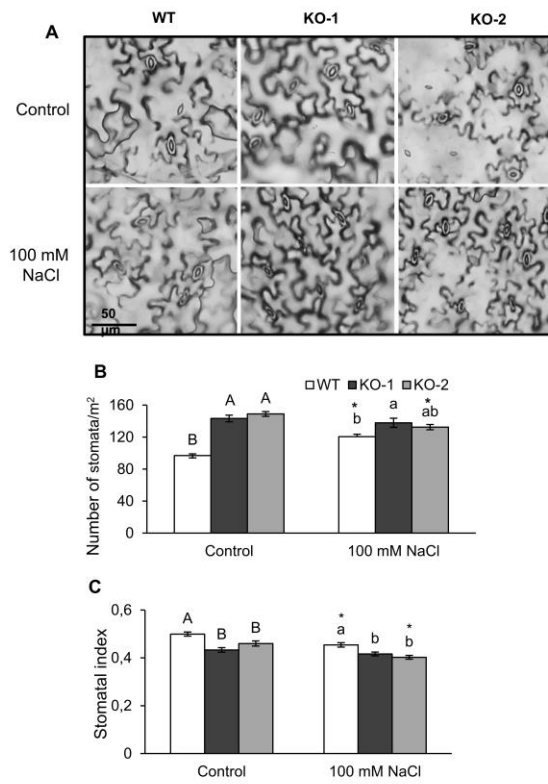 WT KO-1 KO-2
A
Control
100 mM
NaCl
50
µm
B
WT KO-1 KO-2
Number of stomata/m²
160
120
80
40
0
B A A
* b a * ab
Control 100 mM NaCl
C
Stomatal index
0,6
0,4
0,2
0
A B B
* a b * b
Control 100 mM NaCl